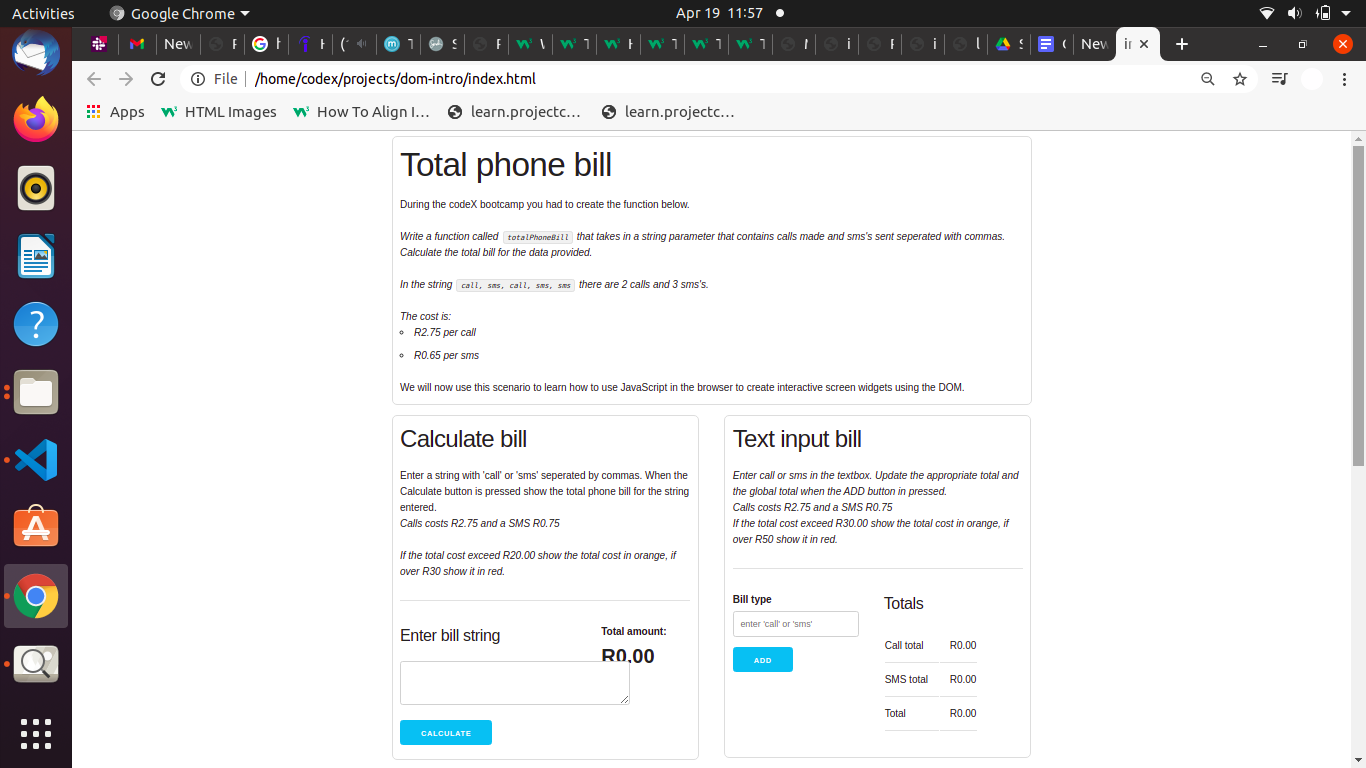 Activities
Google Chrome
Apr 19 11:57
New
New
File
/home/codex/projects/dom-intro/index.html
Apps
HTML Images
How To Align I…
learn.projectc…
learn.projectc…
Total phone bill
During the codeX bootcamp you had to create the function below.
Write a function called totalPhoneBill that takes in a string parameter that contains calls made and sms's sent seperated with commas.
Calculate the total bill for the data provided.
In the string call, sms, call, sms, sms there are 2 calls and 3 sms's.
The cost is:
R2.75 per call
R0.65 per sms
We will now use this scenario to learn how to use JavaScript in the browser to create interactive screen widgets using the DOM.
Calculate bill
Enter a string with 'call' or 'sms' seperated by commas. When the
Calculate button is pressed show the total phone bill for the string
entered.
Calls costs R2.75 and a SMS R0.75
If the total cost exceed R20.00 show the total cost in orange, if
over R30 show it in red.
Enter bill string
Total amount:
R0.00
CALCULATE
Text input bill
Enter call or sms in the textbox. Update the appropriate total and
the global total when the ADD button in pressed.
Calls costs R2.75 and a SMS R0.75
If the total cost exceed R30.00 show the total cost in orange, if
over R50 show it in red.
Bill type
enter 'call' or 'sms'
ADD
Totals
Call total R0.00
SMS total R0.00
Total R0.00